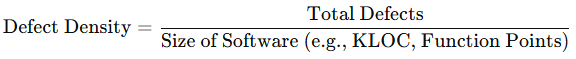 Defect Density = Total Defects
Size of Software (e.g., KLOC, Function Points)